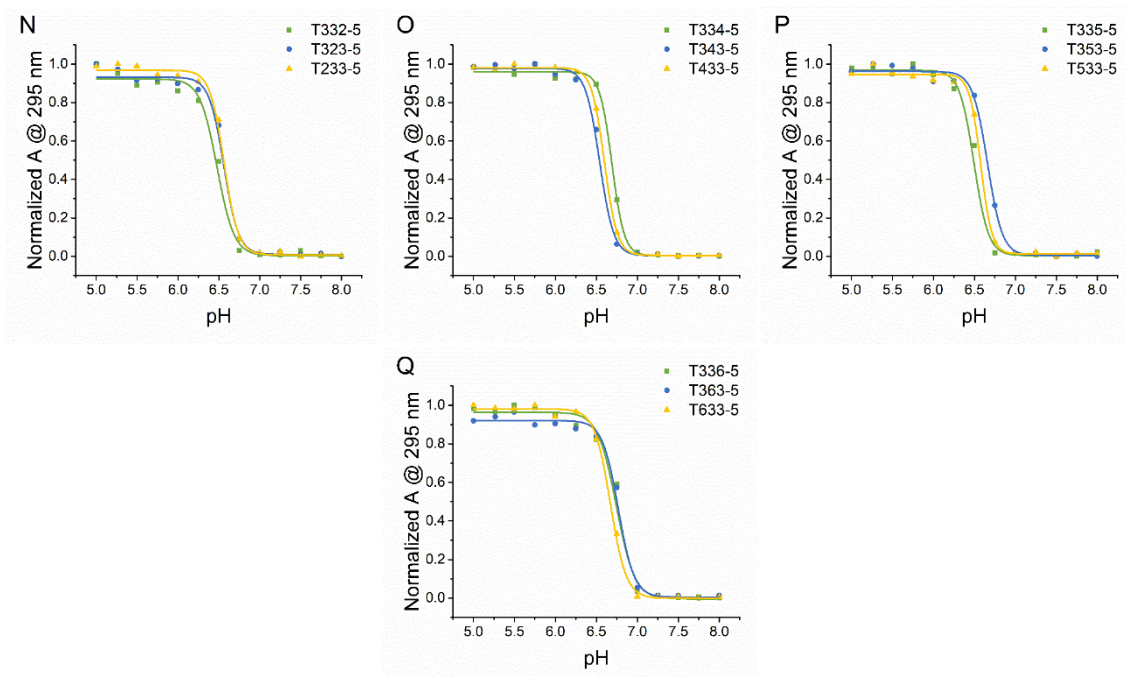 N
T332-5
T323-5
T233-5
1.0
0.8
0.6
0.4
0.2
0.0
Normalized A @ 295 nm
5.0 5.5 6.0 6.5 7.0 7.5 8.0
pH
O
T334-5
T343-5
T433-5
1.0
0.8
0.6
0.4
0.2
0.0
Normalized A @ 295 nm
5.0 5.5 6.0 6.5 7.0 7.5 8.0
pH
P
T335-5
T353-5
T533-5
1.0
0.8
0.6
0.4
0.2
0.0
Normalized A @ 295 nm
5.0 5.5 6.0 6.5 7.0 7.5 8.0
pH
Q
T336-5
T363-5
T633-5
1.0
0.8
0.6
0.4
0.2
0.0
Normalized A @ 295 nm
5.0 5.5 6.0 6.5 7.0 7.5 8.0
pH